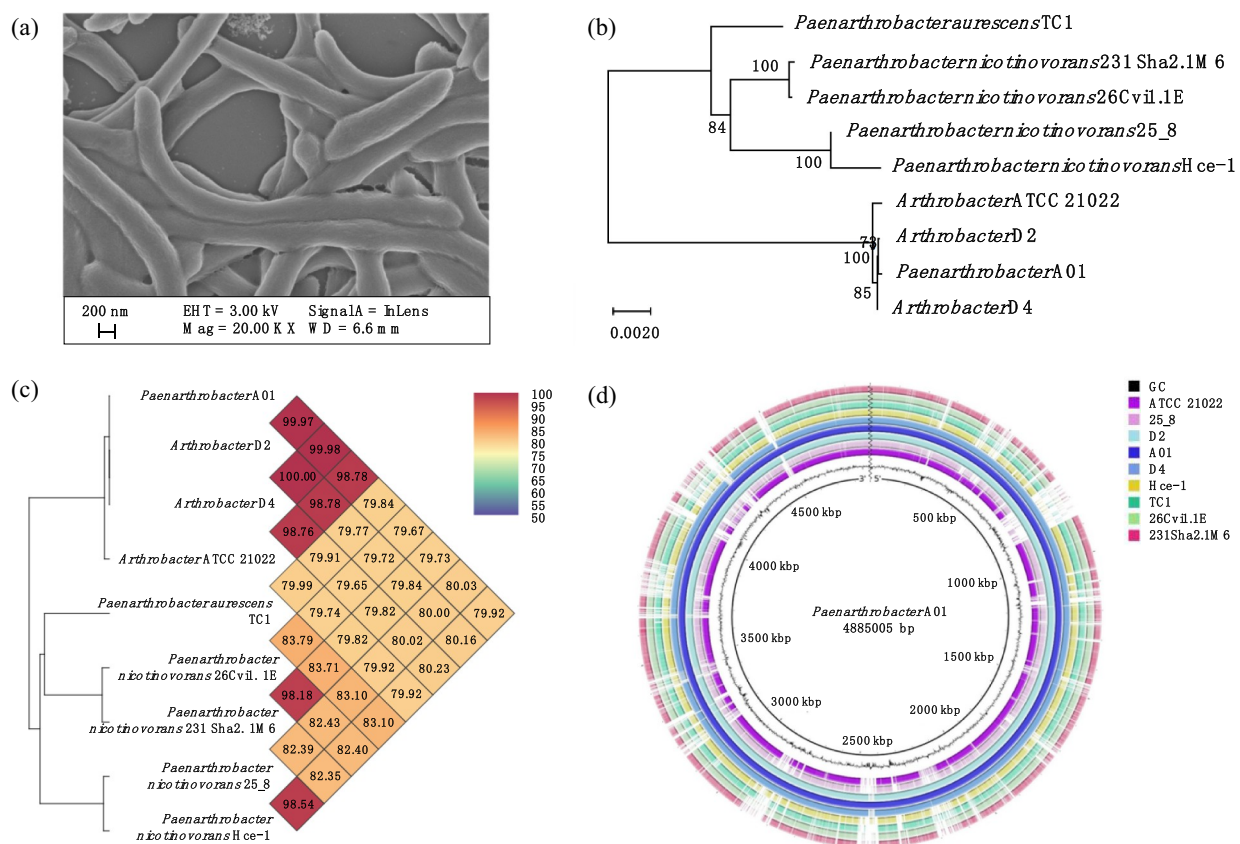 (a)
200 nm
EHT = 3.00 kV
Signal A = InLens
Mag = 20.00 K X
WD = 6.6 mm
(b)
Paenarthrobacter aurescens TC1
Paenarthrobacter nicotinovorans 231 Sha2.1M 6
Paenarthrobacter nicotinovorans 26Cvil.1E
Paenarthrobacter nicotinovorans 25_8
Paenarthrobacter nicotinovorans Hce-1
Arthrobacter ATCC 21022
Arthrobacter D2
Paenarthrobacter A01
Arthrobacter D4
100
84
100
73
100
85
0.0020
(c)
Paenarthrobacter A01
Arthrobacter D2
Arthrobacter D4
Arthrobacter ATCC 21022
Paenarthrobacter aurescens
TC1
Paenarthrobacter
nicotinovorans 26Cvil.1E
Paenarthrobacter
nicotinovorans 231 Sha2.1M 6
Paenarthrobacter
nicotinovorans 25_8
Paenarthrobacter
nicotinovorans Hce-1
99.97
99.98
100.00 98.78
98.78 79.84
98.76 79.77 79.67
79.91 79.72 79.73
79.99 79.65 79.84 80.03
79.74 79.82 80.00 79.92
83.79 79.82 80.02 80.16
83.71 79.92 80.23
98.18 83.10 79.92
82.43 83.10
82.39 82.40
82.35
98.54
100
95
90
85
80
75
70
65
60
55
50
(d)
GC
ATCC 21022
25_8
D2
A01
D4
Hce-1
TC1
26Cvil.1E
231Sha2.1M 6
3' 5'
500 kbp
1000 kbp
1500 kbp
2000 kbp
2500 kbp
3000 kbp
3500 kbp
4000 kbp
4500 kbp
Paenarthrobacter A01
4885005 bp